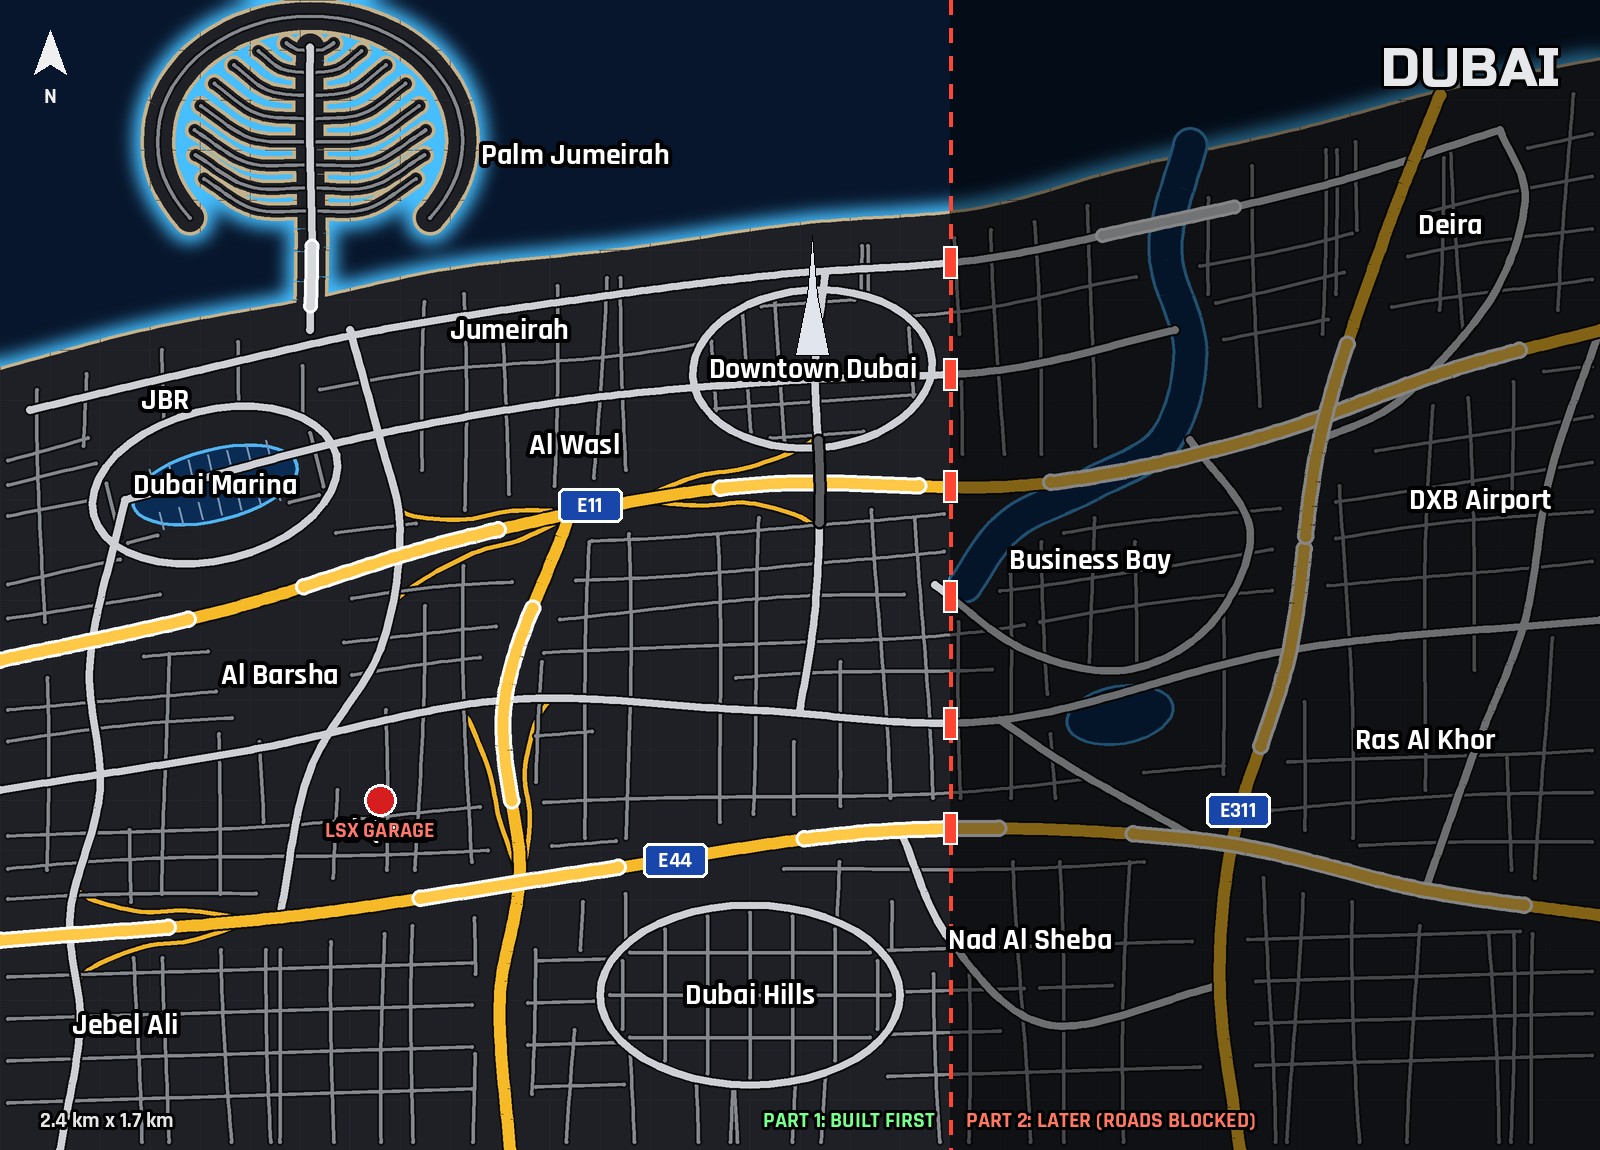 DUBAI
N
Palm Jumeirah
Deira
Jumeirah
Downtown Dubai
JBR
Al Wasl
Dubai Marina
E11
DXB Airport
Business Bay
Al Barsha
Ras Al Khor
LSX GARAGE
E311
E44
Nad Al Sheba
Dubai Hills
Jebel Ali
2.4 km x 1.7 km
PART 1: BUILT FIRST
PART 2: LATER (ROADS BLOCKED)